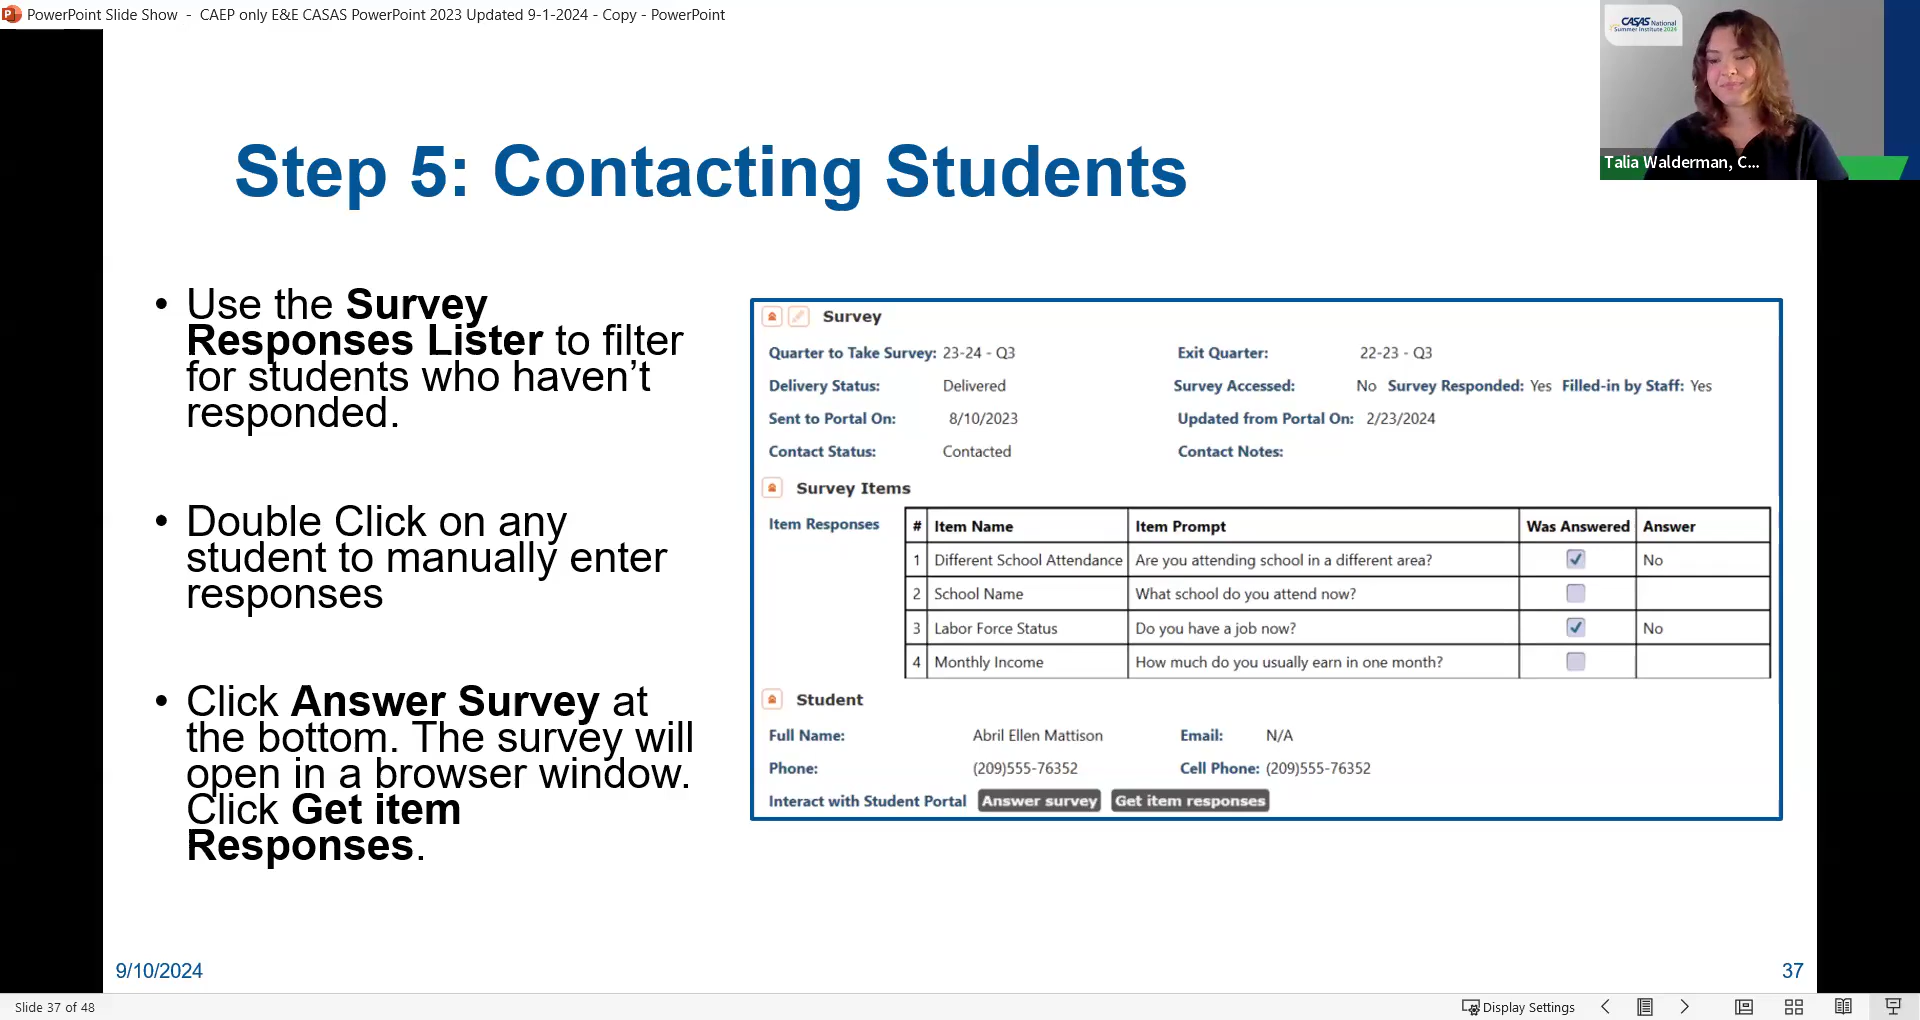 PowerPoint Slide Show - CAEP only E&E CASAS PowerPoint 2023 Updated 9-1-2024 - Copy - PowerPoint
CASAS National
Summer Institute 2024
Talia Walderman, C...
Step 5: Contacting Students
• Use the Survey
Responses Lister to filter
for students who haven’t
responded.
• Double Click on any
student to manually enter
responses
• Click Answer Survey at
the bottom. The survey will
open in a browser window.
Click Get item
Responses.
Survey
Quarter to Take Survey: 23-24 - Q3 Exit Quarter: 22-23 - Q3
Delivery Status: Delivered Survey Accessed: No Survey Responded: Yes Filled-in by Staff: Yes
Sent to Portal On: 8/10/2023 Updated from Portal On: 2/23/2024
Contact Status: Contacted Contact Notes:
Survey Items
Item Responses # Item Name Item Prompt Was Answered Answer
1 Different School Attendance Are you attending school in a different area? No
2 School Name What school do you attend now?
3 Labor Force Status Do you have a job now? No
4 Monthly Income How much do you usually earn in one month?
Student
Full Name: Abril Ellen Mattison Email: N/A
Phone: (209)555-76352 Cell Phone: (209)555-76352
Interact with Student Portal Answer survey Get item responses
9/10/2024 37
Slide 37 of 48 Display Settings